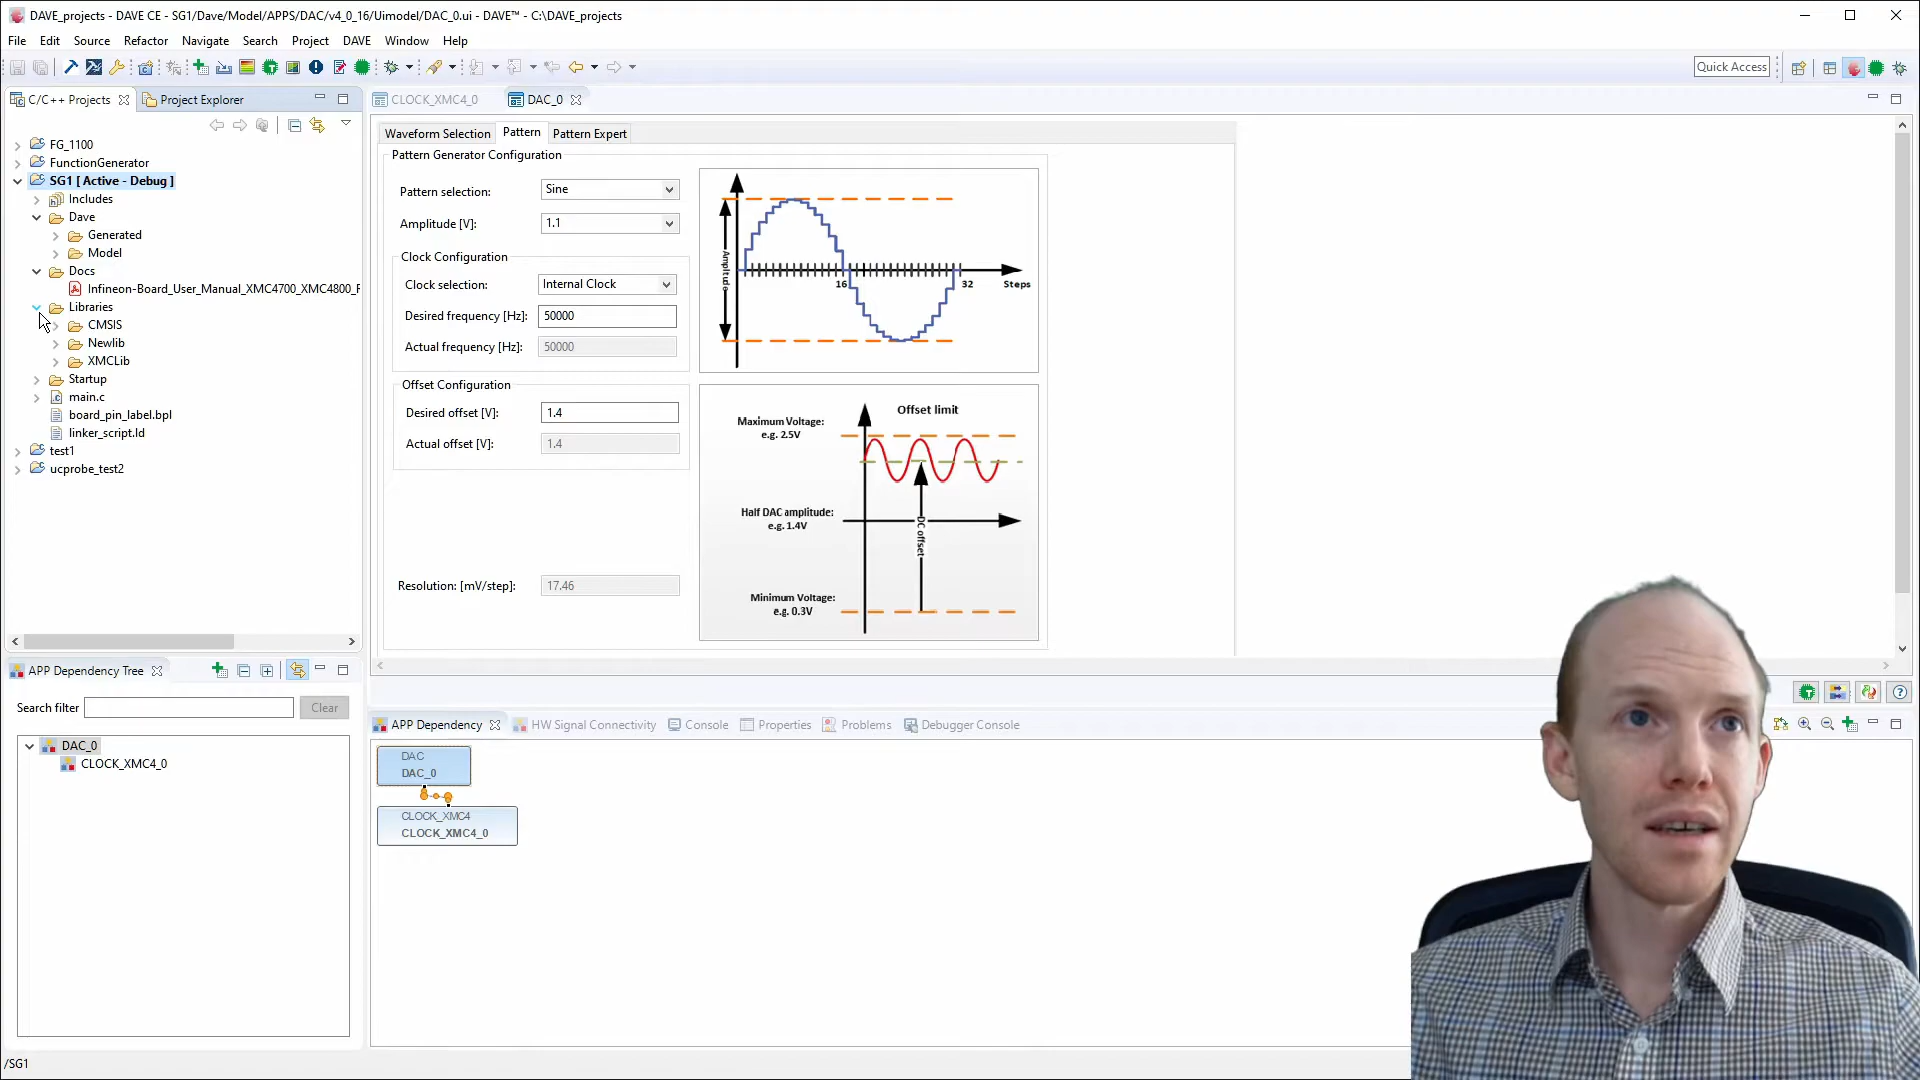 DAVE_projects - DAVE CE - SG1/Dave/Model/APPS/DAC/v4_0_16/Uimodel/DAC_0.ui - DAVE™ - C:\DAVE_projects
File Edit Source Refactor Navigate Search Project DAVE Window Help
Quick Access
C/C++ Projects Project Explorer
FG_1100
FunctionGenerator
SG1 [ Active - Debug ]
Includes
Dave
Generated
Model
Docs
Infineon-Board_User_Manual_XMC4700_XMC4800_F
Libraries
CMSIS
Newlib
XMCLib
Startup
main.c
board_pin_label.bpl
linker_script.ld
test1
ucprobe_test2
CLOCK_XMC4_0 DAC_0
Waveform Selection Pattern Pattern Expert
Pattern Generator Configuration
Pattern selection: Sine
Amplitude [V]: 1.1
Clock Configuration
Clock selection: Internal Clock
Desired frequency [Hz]: 50000
Actual frequency [Hz]: 50000
Offset Configuration
Desired offset [V]: 1.4
Actual offset [V]: 1.4
Resolution: [mV/step]: 17.46
Amplitude
16 32 Steps
Offset limit
Maximum Voltage:
e.g. 2.5V
Half DAC amplitude:
e.g. 1.4V
DC offset
Minimum Voltage:
e.g. 0.3V
APP Dependency Tree
Search filter Clear
DAC_0
CLOCK_XMC4_0
APP Dependency HW Signal Connectivity Console Properties Problems Debugger Console
DAC
DAC_0
CLOCK_XMC4
CLOCK_XMC4_0
/SG1